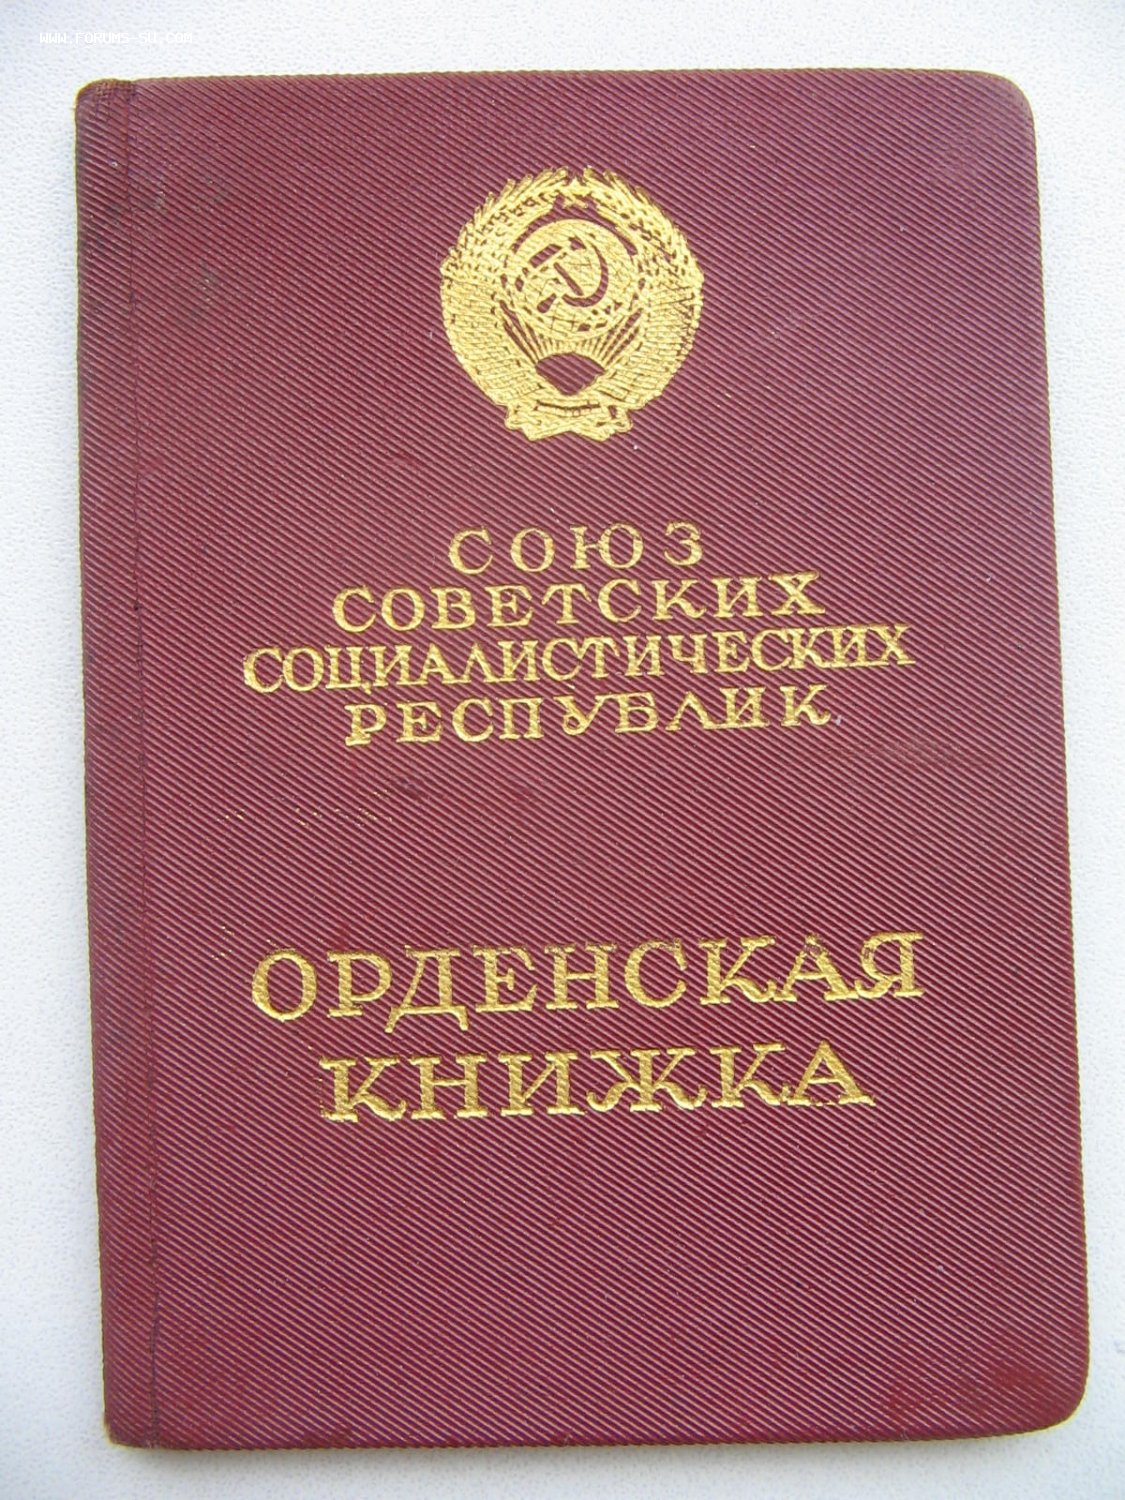 WWW.FORUMS-SU.COM
СОЮЗ
СОВЕТСКИХ
СОЦИАЛИСТИЧЕСКИХ
РЕСПУБЛИК
ОРДЕНСКАЯ
КНИЖКА